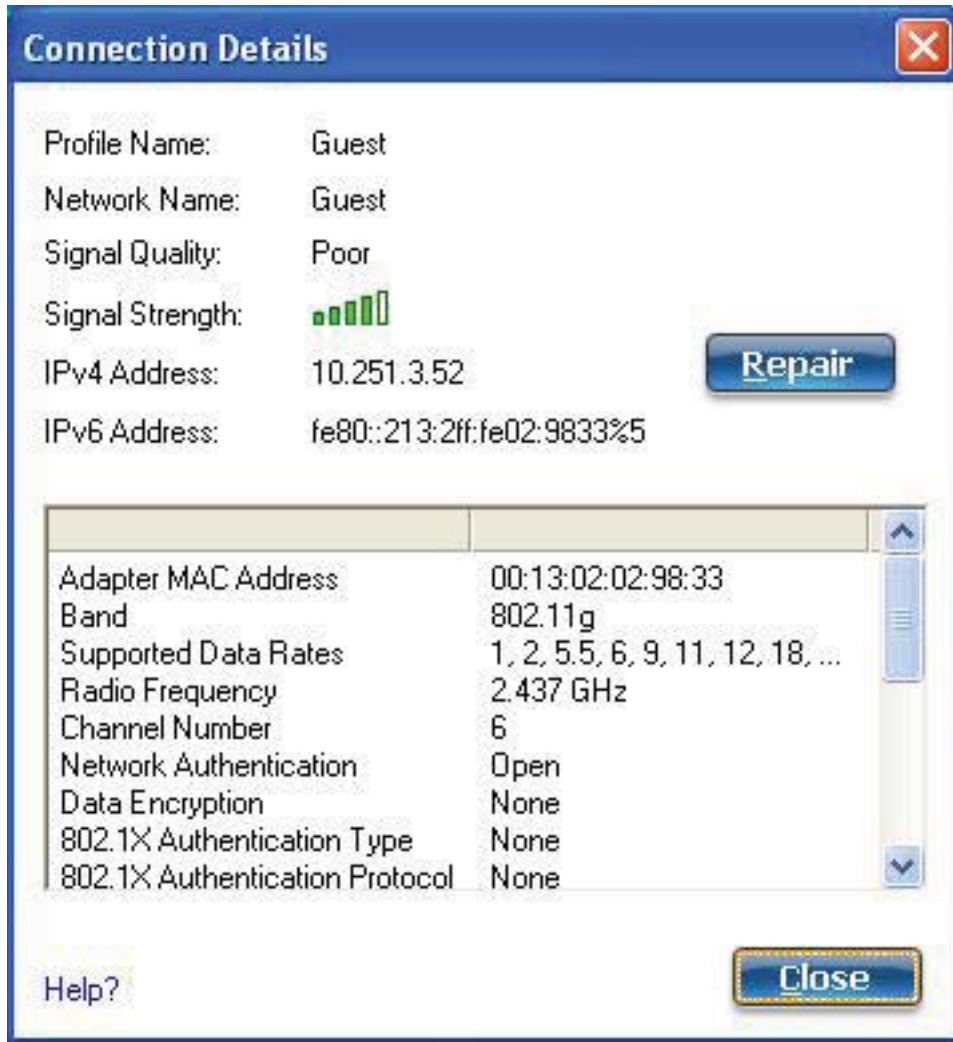 Connection Details
Profile Name: Guest
Network Name: Guest
Signal Quality: Poor
Signal Strength:
IPv4 Address: 10.251.3.52
Repair
IPv6 Address: fe80::213:2ff:fe02:9833%5
Adapter MAC Address 00:13:02:02:98:33
Band 802.11g
Supported Data Rates 1, 2, 5.5, 6, 9, 11, 12, 18, ...
Radio Frequency 2.437 GHz
Channel Number 6
Network Authentication Open
Data Encryption None
802.1X Authentication Type None
802.1X Authentication Protocol None
Help?
Close